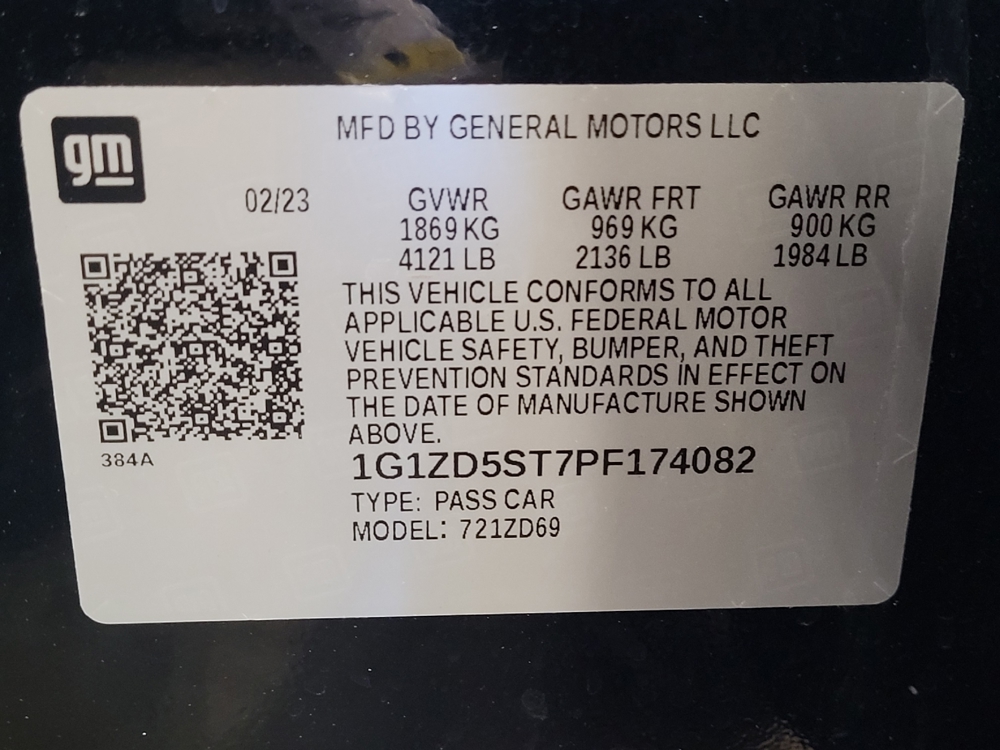 gm
MFD BY GENERAL MOTORS LLC
02/23 GVWR GAWR FRT GAWR RR
1869 KG 969 KG 900 KG
4121 LB 2136 LB 1984 LB
THIS VEHICLE CONFORMS TO ALL
APPLICABLE U.S. FEDERAL MOTOR
VEHICLE SAFETY, BUMPER, AND THEFT
PREVENTION STANDARDS IN EFFECT ON
THE DATE OF MANUFACTURE SHOWN
ABOVE.
384A
1G1ZD5ST7PF174082
TYPE: PASS CAR
MODEL: 721ZD69